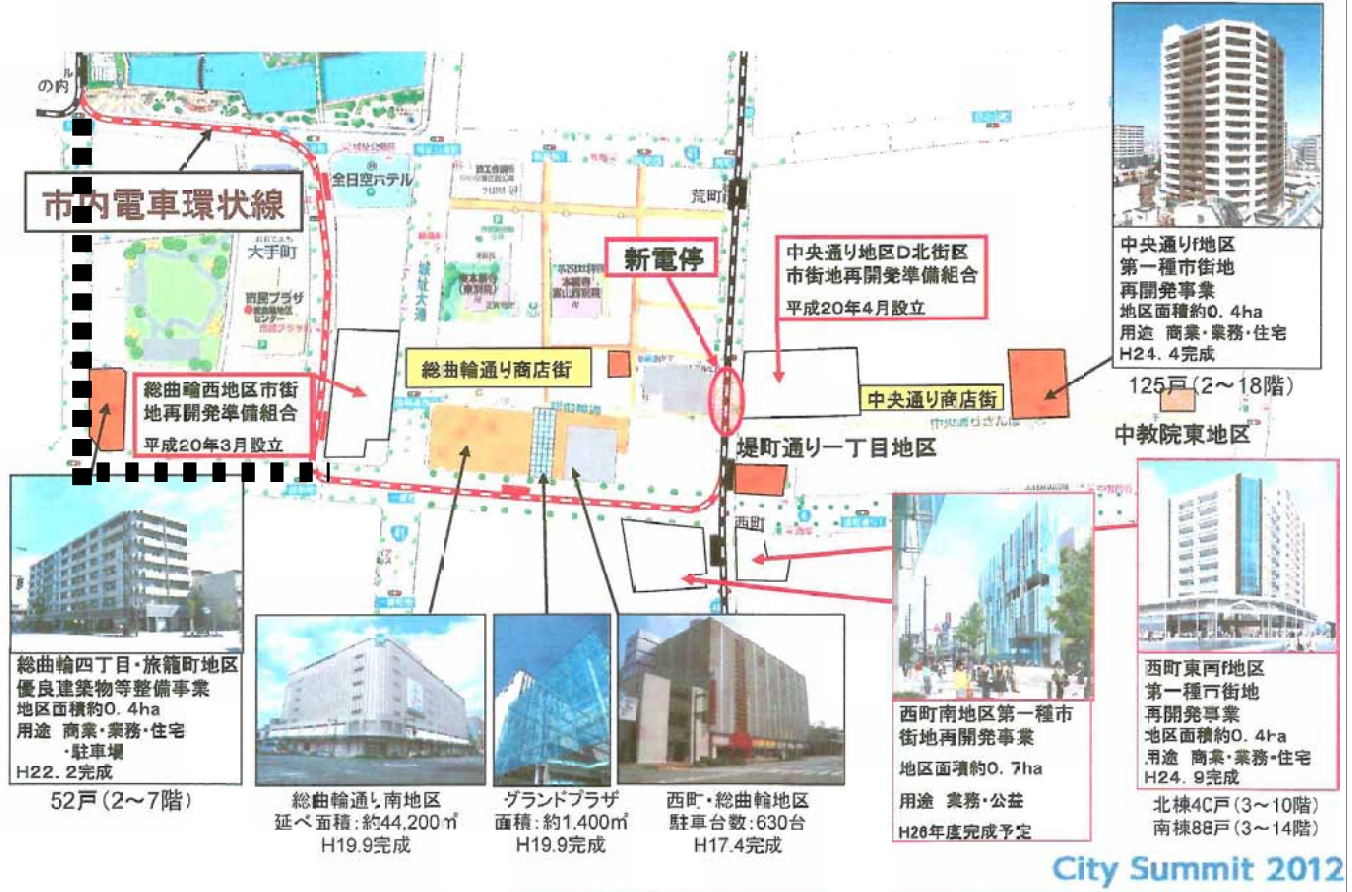 の内
市内電車環状線
全日空ホテル
荒町
大手町
市民プラザ
城址大通
新電停
中央通り地区D北街区
市街地再開発準備組合
平成20年4月設立
中央通りf地区
第一種市街地
再開発事業
地区面積約0.4ha
用途 商業・業務・住宅
H24.4完成
125戸(2～18階)
総曲輪通り商店街
総曲輪西地区市街
地再開発準備組合
平成20年3月設立
中央通り商店街
中教院東地区
堤町通り一丁目地区
西町
総曲輪四丁目・旅籠町地区
優良建築物等整備事業
地区面積約0.4ha
用途 商業・業務・住宅
・駐車場
H22.2完成
52戸(2～7階)
総曲輪通り南地区
延べ面積:約44,200㎡
H19.9完成
グランドプラザ
面積:約1,400㎡
H19.9完成
西町・総曲輪地区
駐車台数:630台
H17.4完成
西町南地区第一種市
街地再開発事業
地区面積約0.7ha
用途 業務・公益
H26年度完成予定
西町東南f地区
第一種市街地
再開発事業
地区面積約0.4ha
用途 商業・業務・住宅
H24.9完成
北棟40戸(3～10階)
南棟88戸(3～14階)
City Summit 2012